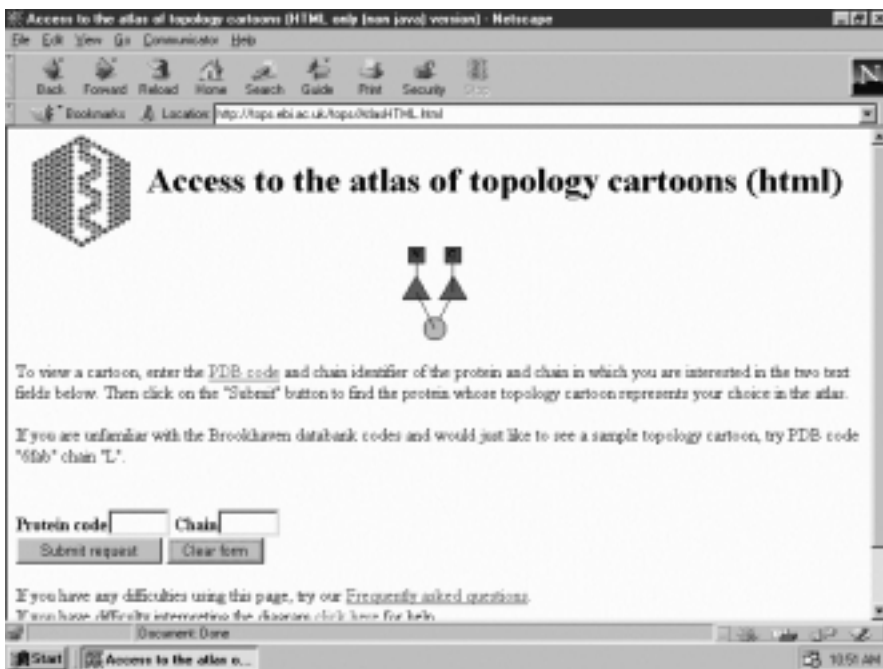 Access to the atlas of topology cartoons (HTML only (non java) version) - Netscape
File Edit View Go Communicator Help
Back Forward Reload Home Search Guide Print Security Stop
Bookmarks Location: http://tops.ebi.ac.uk/tops/AtlasHTML.html
Access to the atlas of topology cartoons (html)
To view a cartoon, enter the PDB code and chain identifier of the protein and chain in which you are interested in the two text
fields below. Then click on the "Submit" button to find the protein whose topology cartoon represents your choice in the atlas.
If you are unfamiliar with the Brookhaven databank codes and would just like to see a sample topology cartoon, try PDB code
"6fab" chain "L".
Protein code Chain
Submit request Clear form
If you have any difficulties using this page, try our Frequently asked questions.
If you have difficulty interpreting the diagram click here for help
Document: Done
Start Access to the atlas o... 10:51 AM